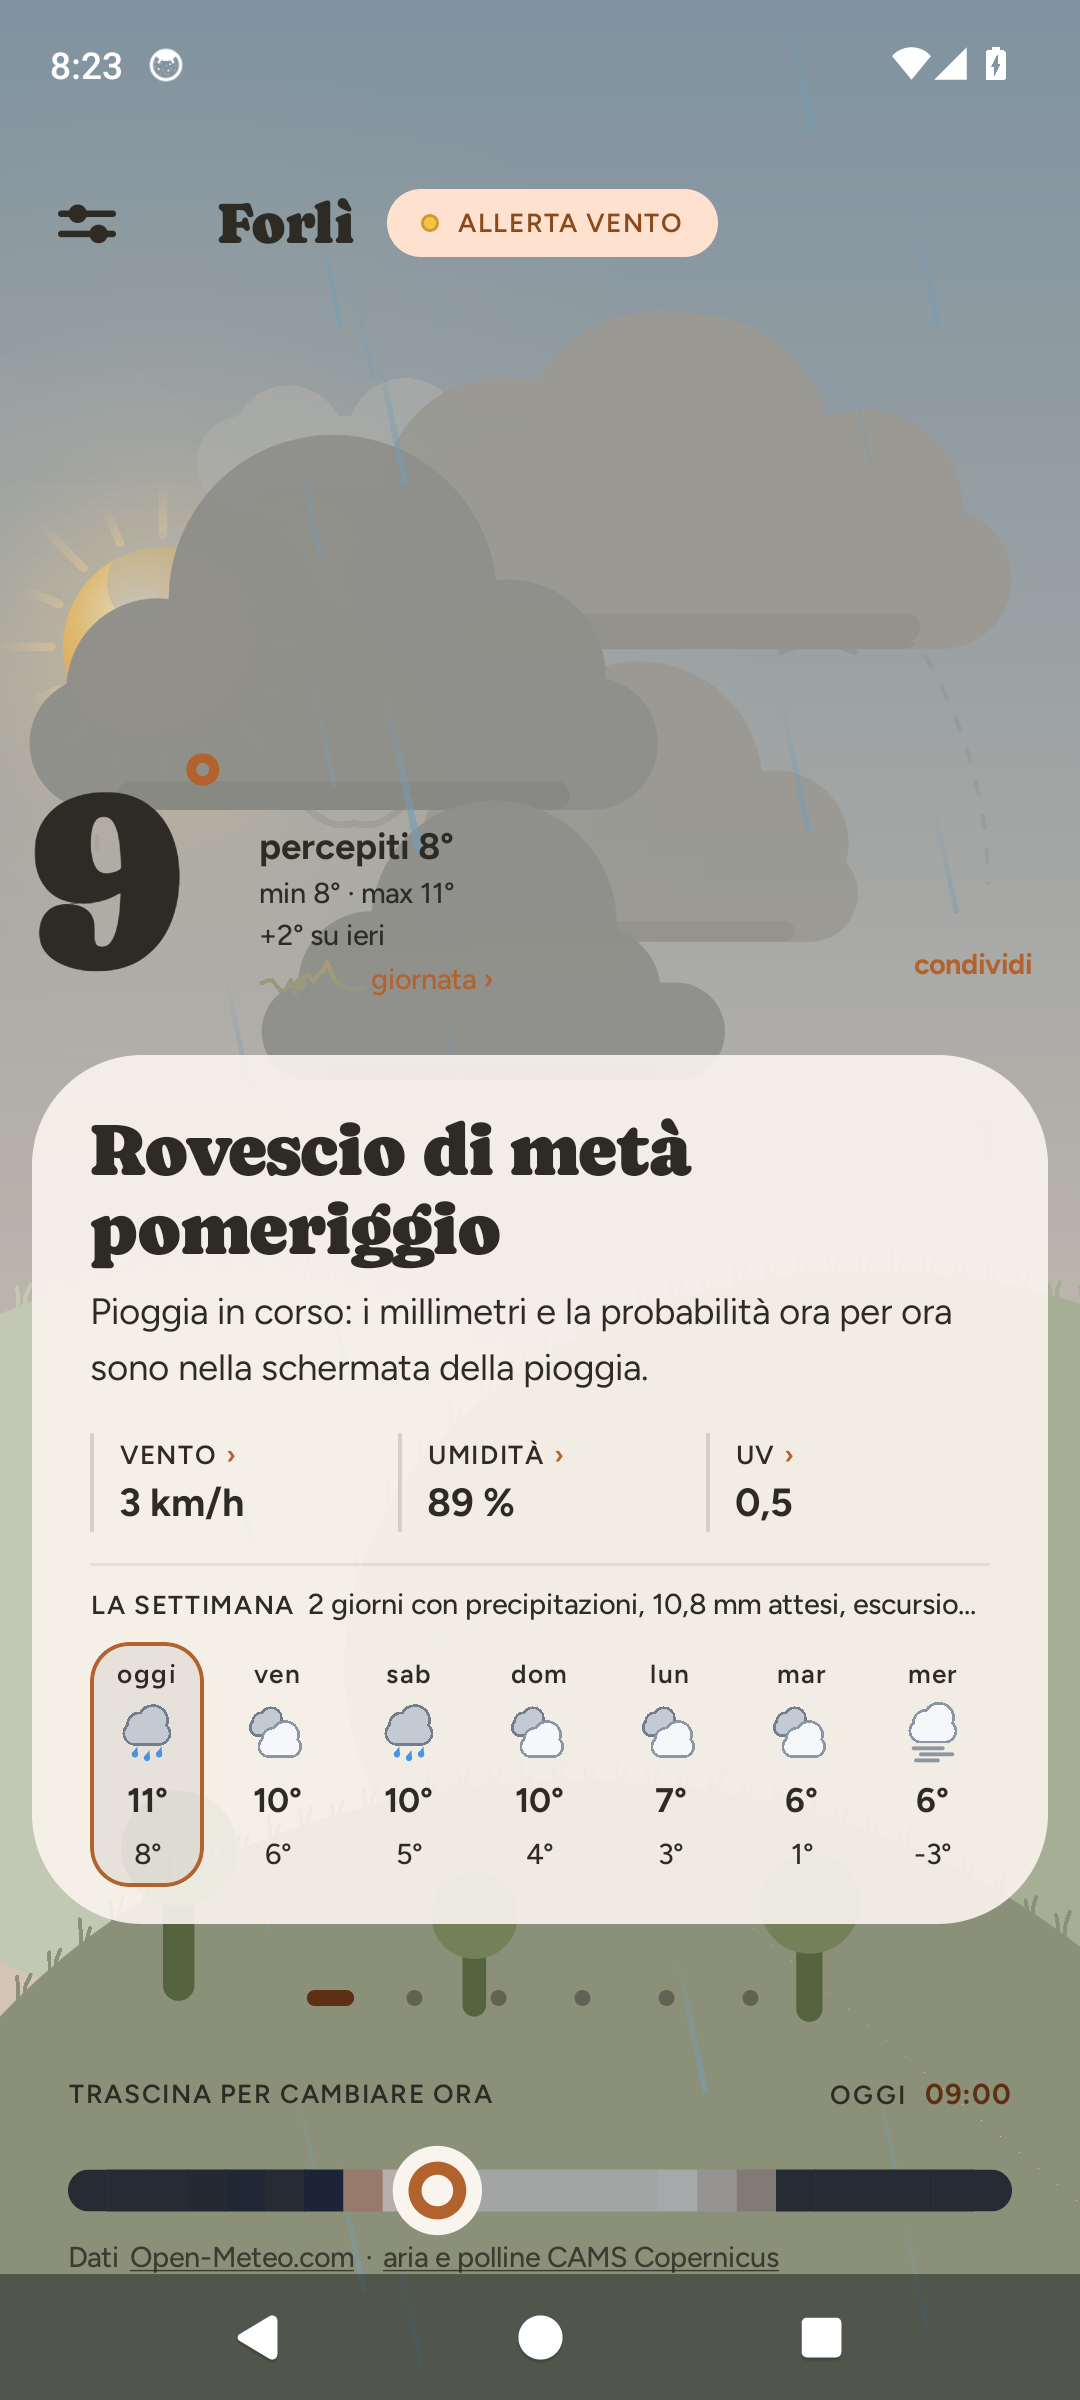 8:23
Forlì
ALLERTA VENTO
9
percepiti 8°
min 8° · max 11°
+2° su ieri
giornata ›
condividi
Rovescio di metà
pomeriggio
Pioggia in corso: i millimetri e la probabilità ora per ora
sono nella schermata della pioggia.
VENTO › UMIDITÀ › UV ›
3 km/h 89 % 0,5
LA SETTIMANA 2 giorni con precipitazioni, 10,8 mm attesi, escursio...
oggi ven sab dom lun mar mer
11° 10° 10° 10° 7° 6° 6°
8° 6° 5° 4° 3° 1° -3°
TRASCINA PER CAMBIARE ORA OGGI 09:00
Dati Open-Meteo.com · aria e polline CAMS Copernicus